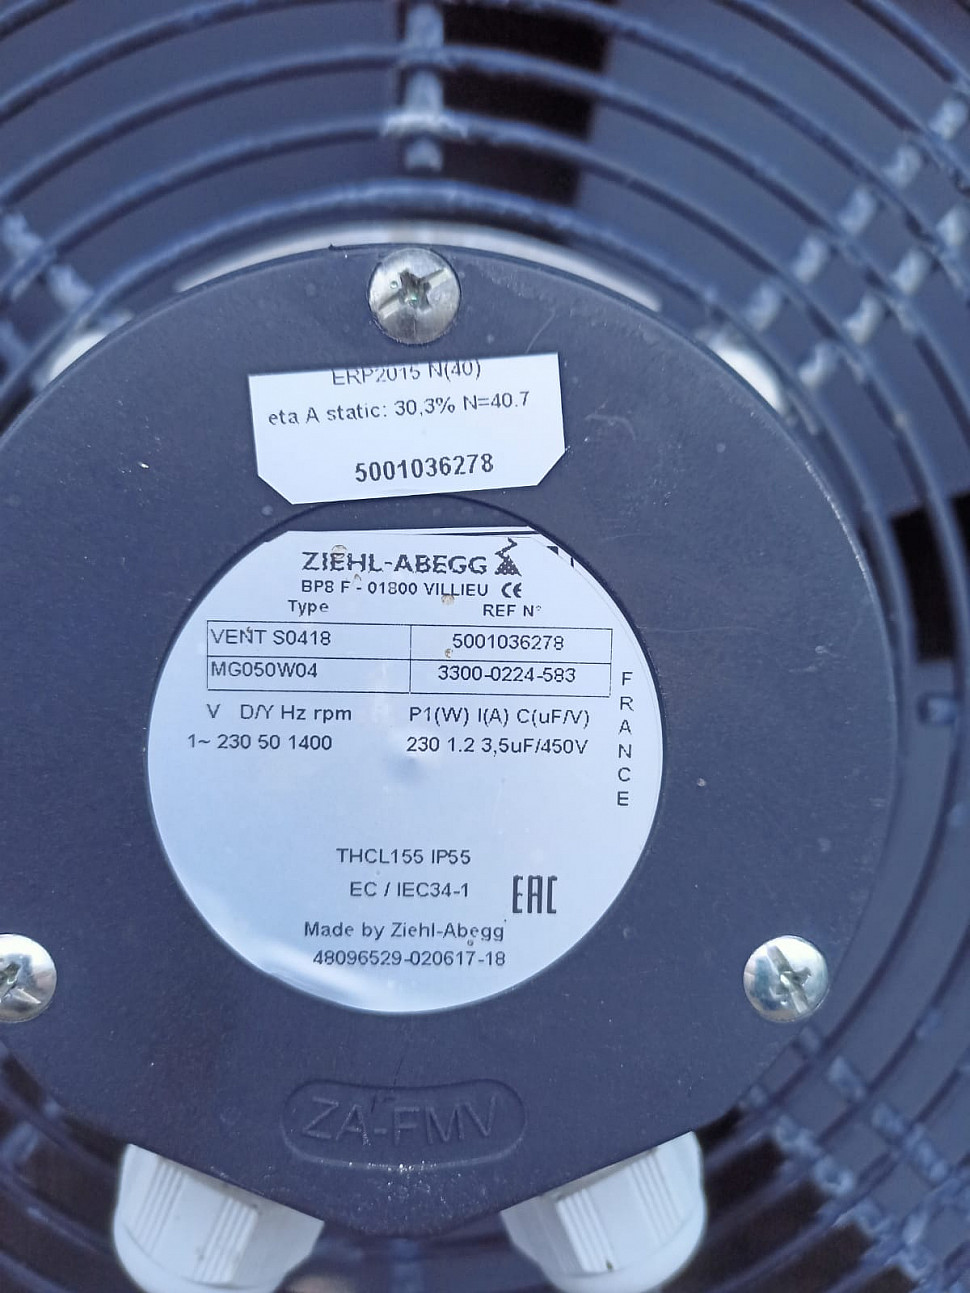 ERP2015 N(40)
eta A static: 30,3% N=40.7
5001036278
ZIEHL-ABEGG
BP8 F - 01800 VILLIEU CE
Type REF N°
VENT S0418 5001036278
MG050W04 3300-0224-583
FRANCE
V D/Y Hz rpm P1(W) I(A) C(uF/V)
1~ 230 50 1400 230 1.2 3,5uF/450V
THCL155 IP55
EC / IEC34-1 EAC
Made by Ziehl-Abegg
48096529-020617-18
ZA-FMV